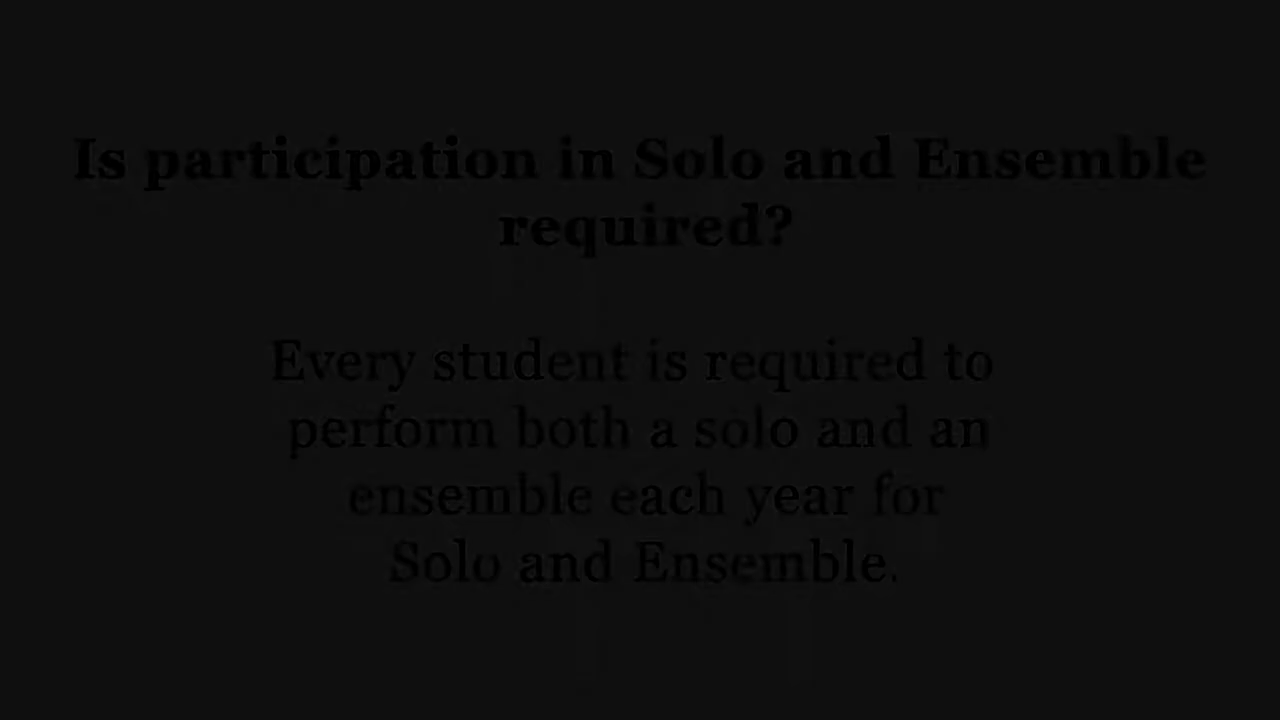 Is participation in Solo and Ensemble
required?
Every student is required to
perform both a solo and an
ensemble each year for
Solo and Ensemble.